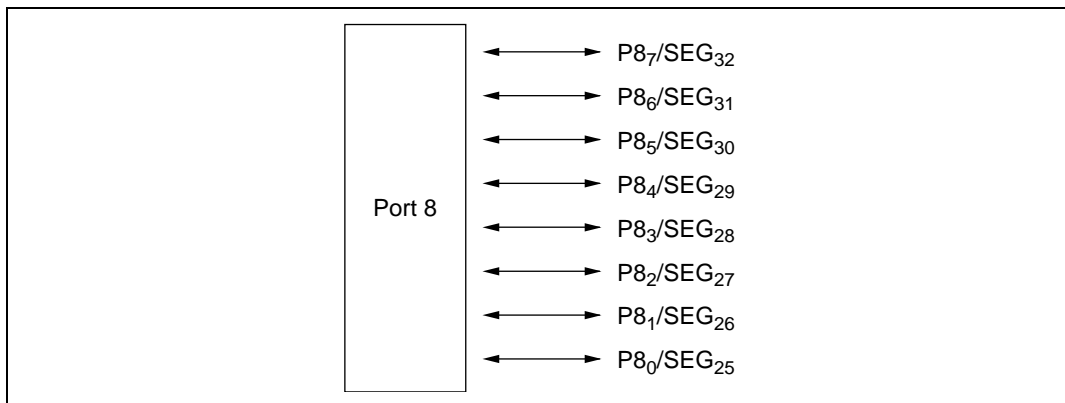 P8₇/SEG₃₂
P8₆/SEG₃₁
P8₅/SEG₃₀
P8₄/SEG₂₉
Port 8
P8₃/SEG₂₈
P8₂/SEG₂₇
P8₁/SEG₂₆
P8₀/SEG₂₅